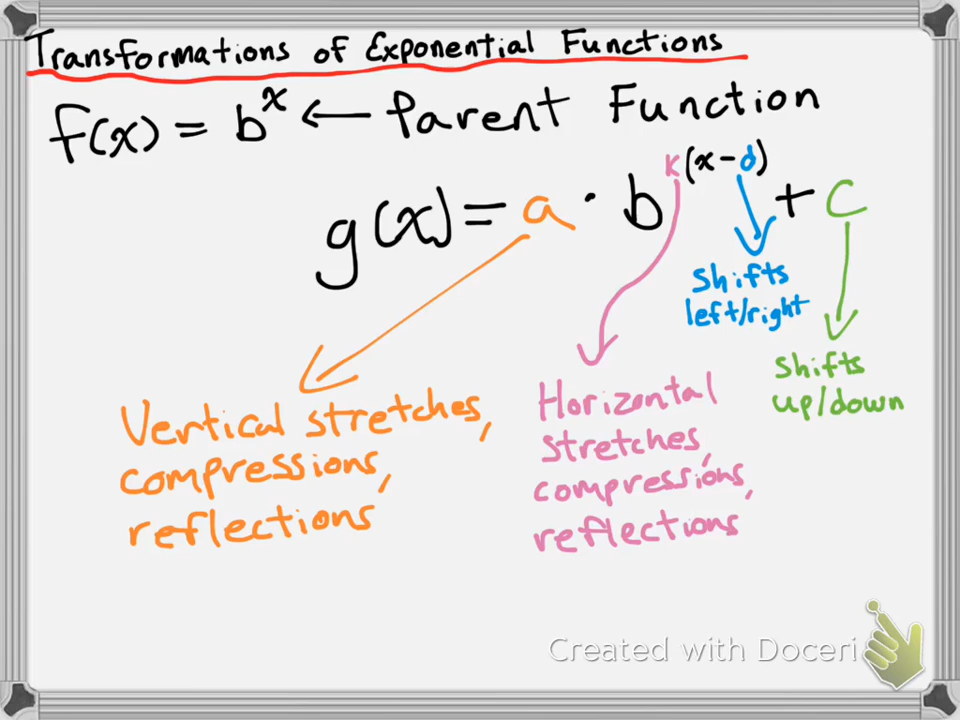 Transformations of Exponential Functions
f(x) = b^x ← Parent Function
g(x) = a · b^k(x-d) + c
Shifts
left/right
Shifts
up/down
Vertical stretches,
compressions,
reflections
Horizontal
stretches,
compressions,
reflections
Created with Doceri